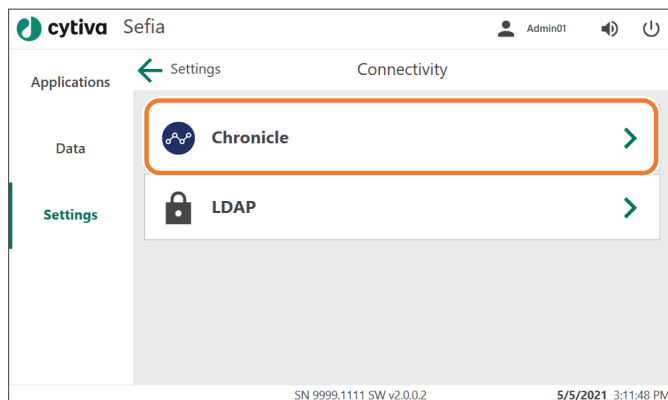 cytiva Sefia Admin01
Applications
Settings Connectivity
Chronicle
Data
Settings
LDAP
SN 9999.1111 SW v2.0.0.2 5/5/2021 3:11:48 PM